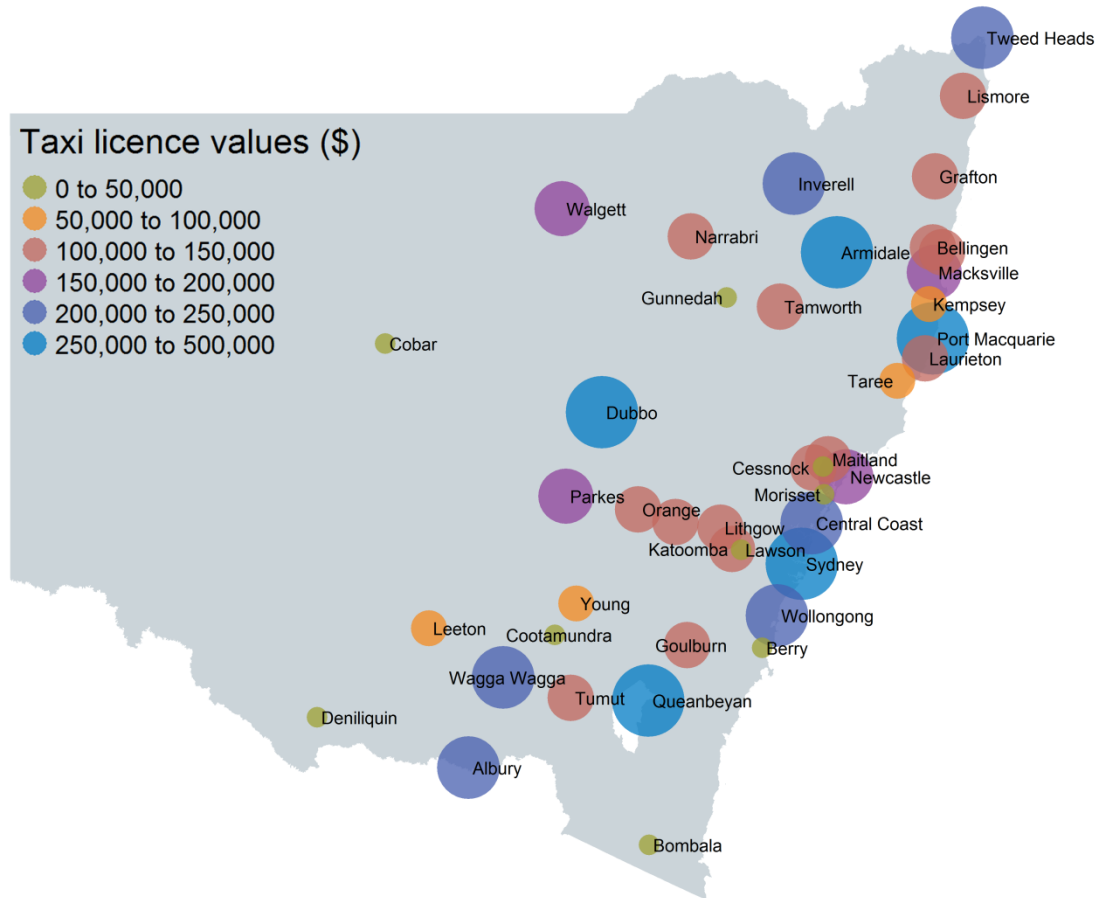 Tweed Heads
Lismore
Taxi licence values ($)
0 to 50,000
50,000 to 100,000
100,000 to 150,000
150,000 to 200,000
200,000 to 250,000
250,000 to 500,000
Grafton
Inverell
Walgett
Narrabri
Bellingen
Armidale
Macksville
Gunnedah
Kempsey
Tamworth
Port Macquarie
Cobar
Laurieton
Taree
Dubbo
Maitland
Cessnock
Newcastle
Morisset
Parkes
Orange
Central Coast
Lithgow
Katoomba
Lawson
Sydney
Young
Wollongong
Leeton
Cootamundra
Goulburn
Berry
Wagga Wagga
Tumut
Queanbeyan
Deniliquin
Albury
Bombala